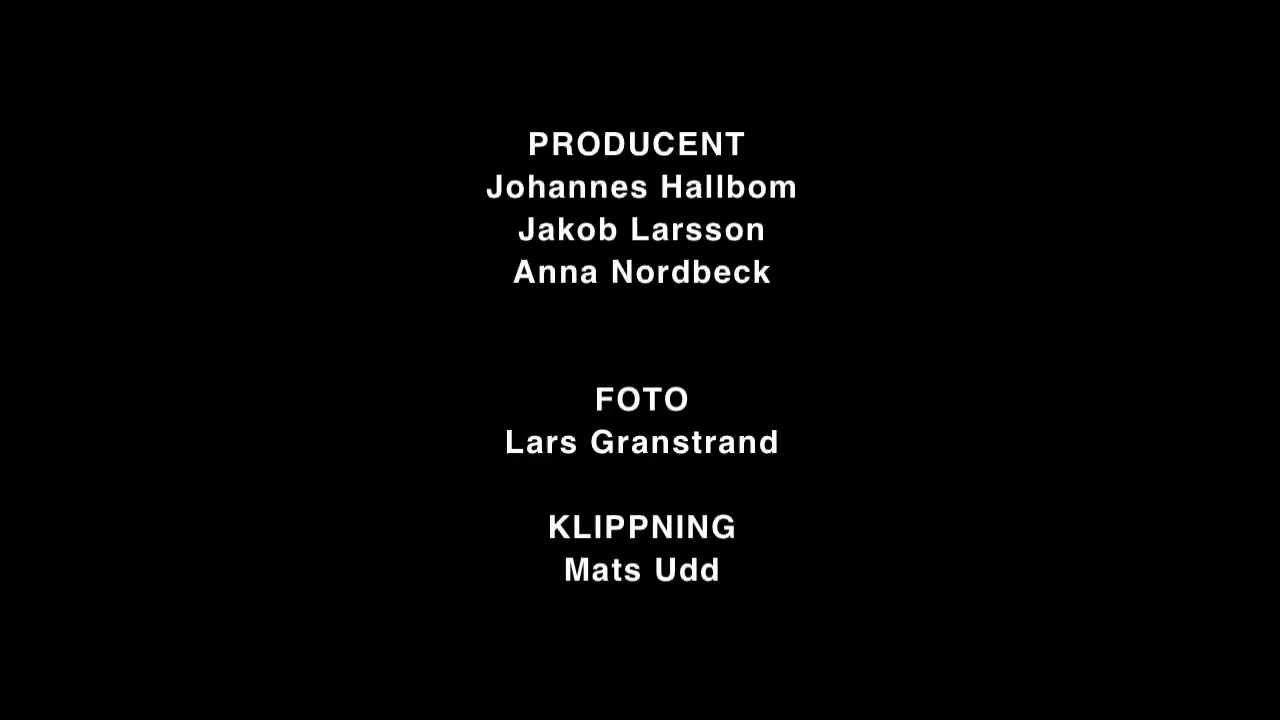 PRODUCENT
Johannes Hallbom
Jakob Larsson
Anna Nordbeck
FOTO
Lars Granstrand
KLIPPNING
Mats Udd